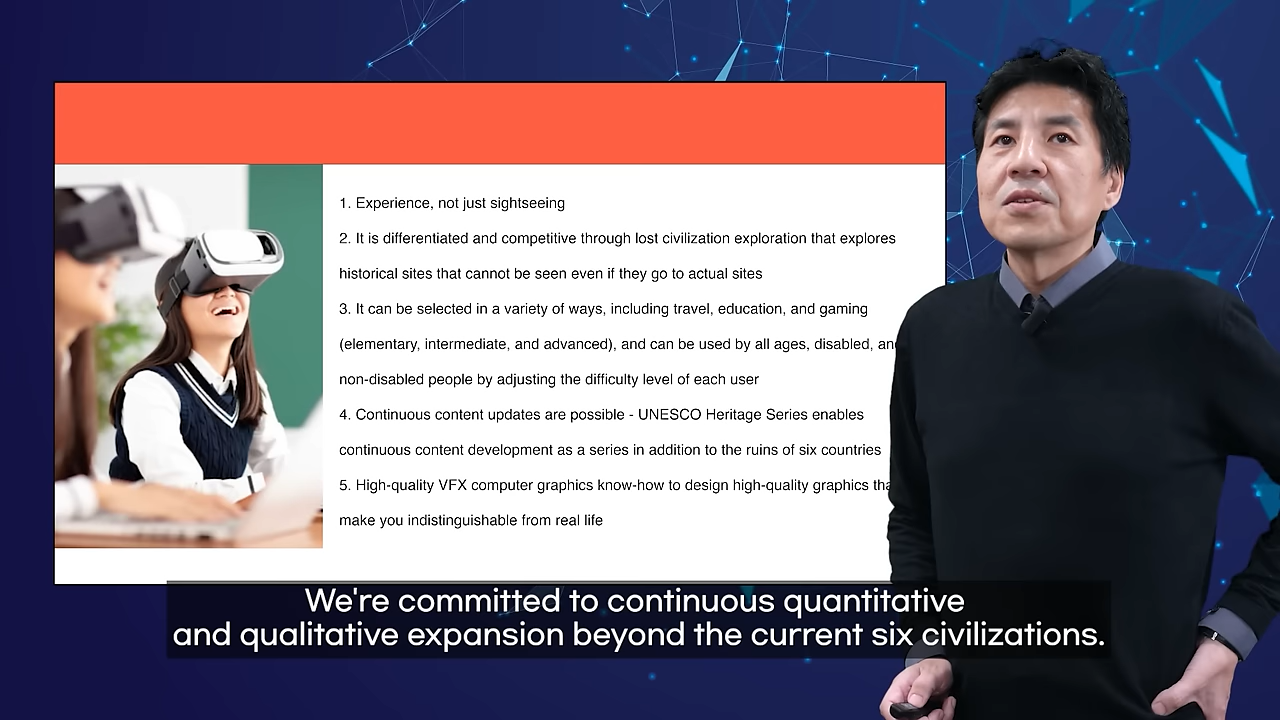 1. Experience, not just sightseeing
2. It is differentiated and competitive through lost civilization exploration that explores
historical sites that cannot be seen even if they go to actual sites
3. It can be selected in a variety of ways, including travel, education, and gaming
(elementary, intermediate, and advanced), and can be used by all ages, disabled, and
non-disabled people by adjusting the difficulty level of each user
4. Continuous content updates are possible - UNESCO Heritage Series enables
continuous content development as a series in addition to the ruins of six countries
5. High-quality VFX computer graphics know-how to design high-quality graphics that
make you indistinguishable from real life
We're committed to continuous quantitative
and qualitative expansion beyond the current six civilizations.